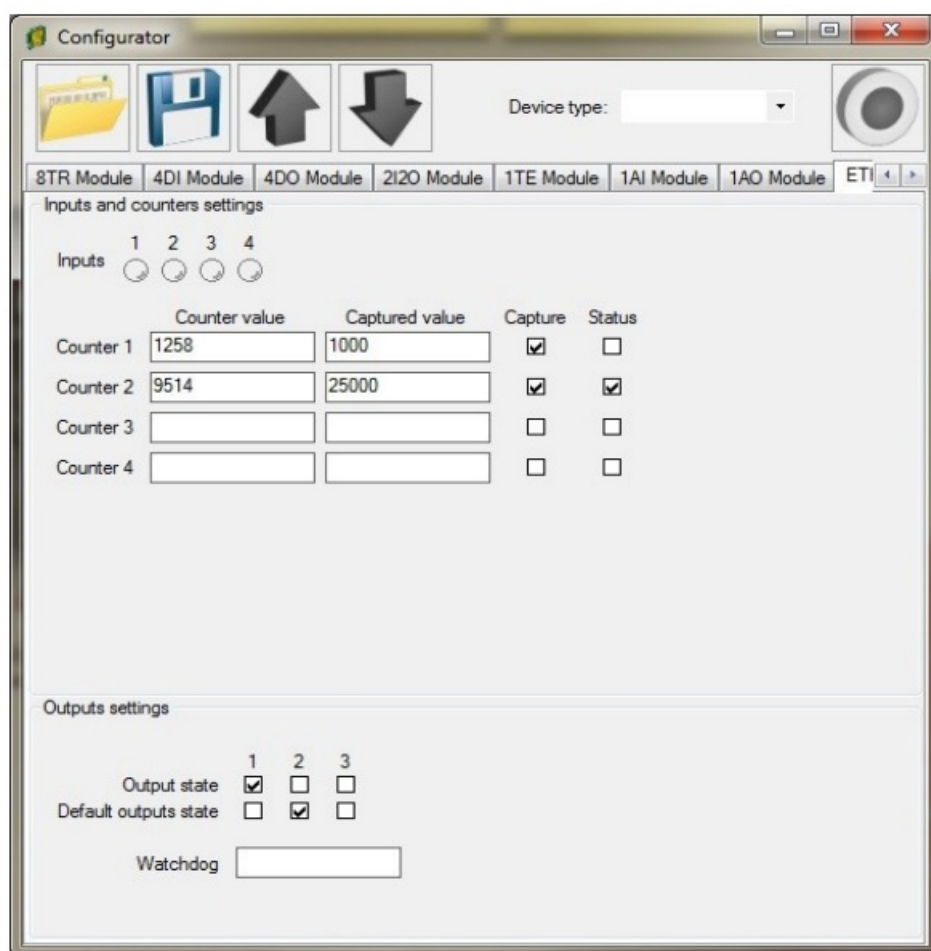 Configurator
Device type:
8TR Module 4DI Module 4DO Module 2I2O Module 1TE Module 1AI Module 1AO Module
Inputs and counters settings
1 2 3 4
Inputs
Counter value Captured value Capture Status
Counter 1 1258 1000
Counter 2 9514 25000
Counter 3
Counter 4
Outputs settings
1 2 3
Output state
Default outputs state
Watchdog